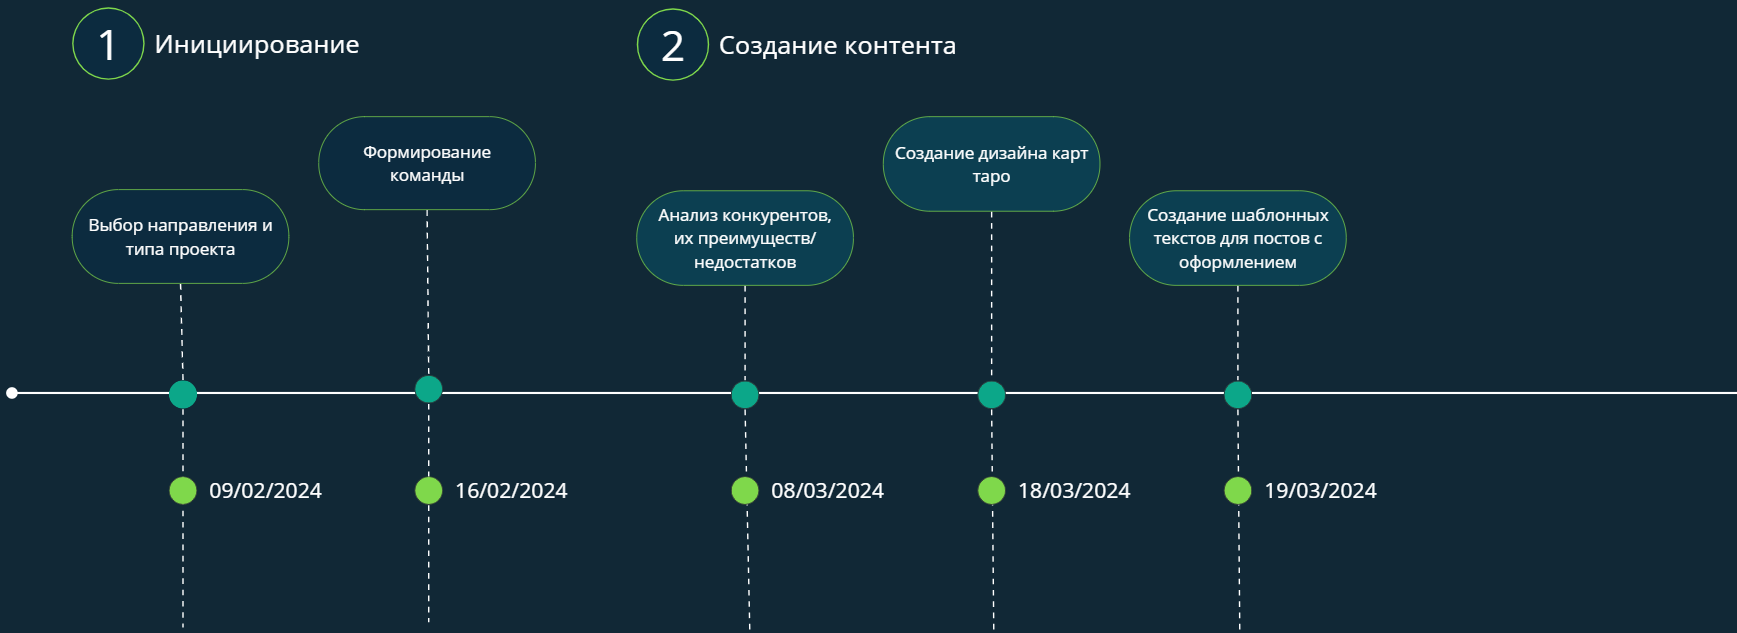 1
Инициирование
2
Создание контента
Выбор направления и
типа проекта
Формирование
команды
Анализ конкурентов,
их преимуществ/
недостатков
Создание дизайна карт
таро
Создание шаблонных
текстов для постов с
оформлением
09/02/2024
16/02/2024
08/03/2024
18/03/2024
19/03/2024